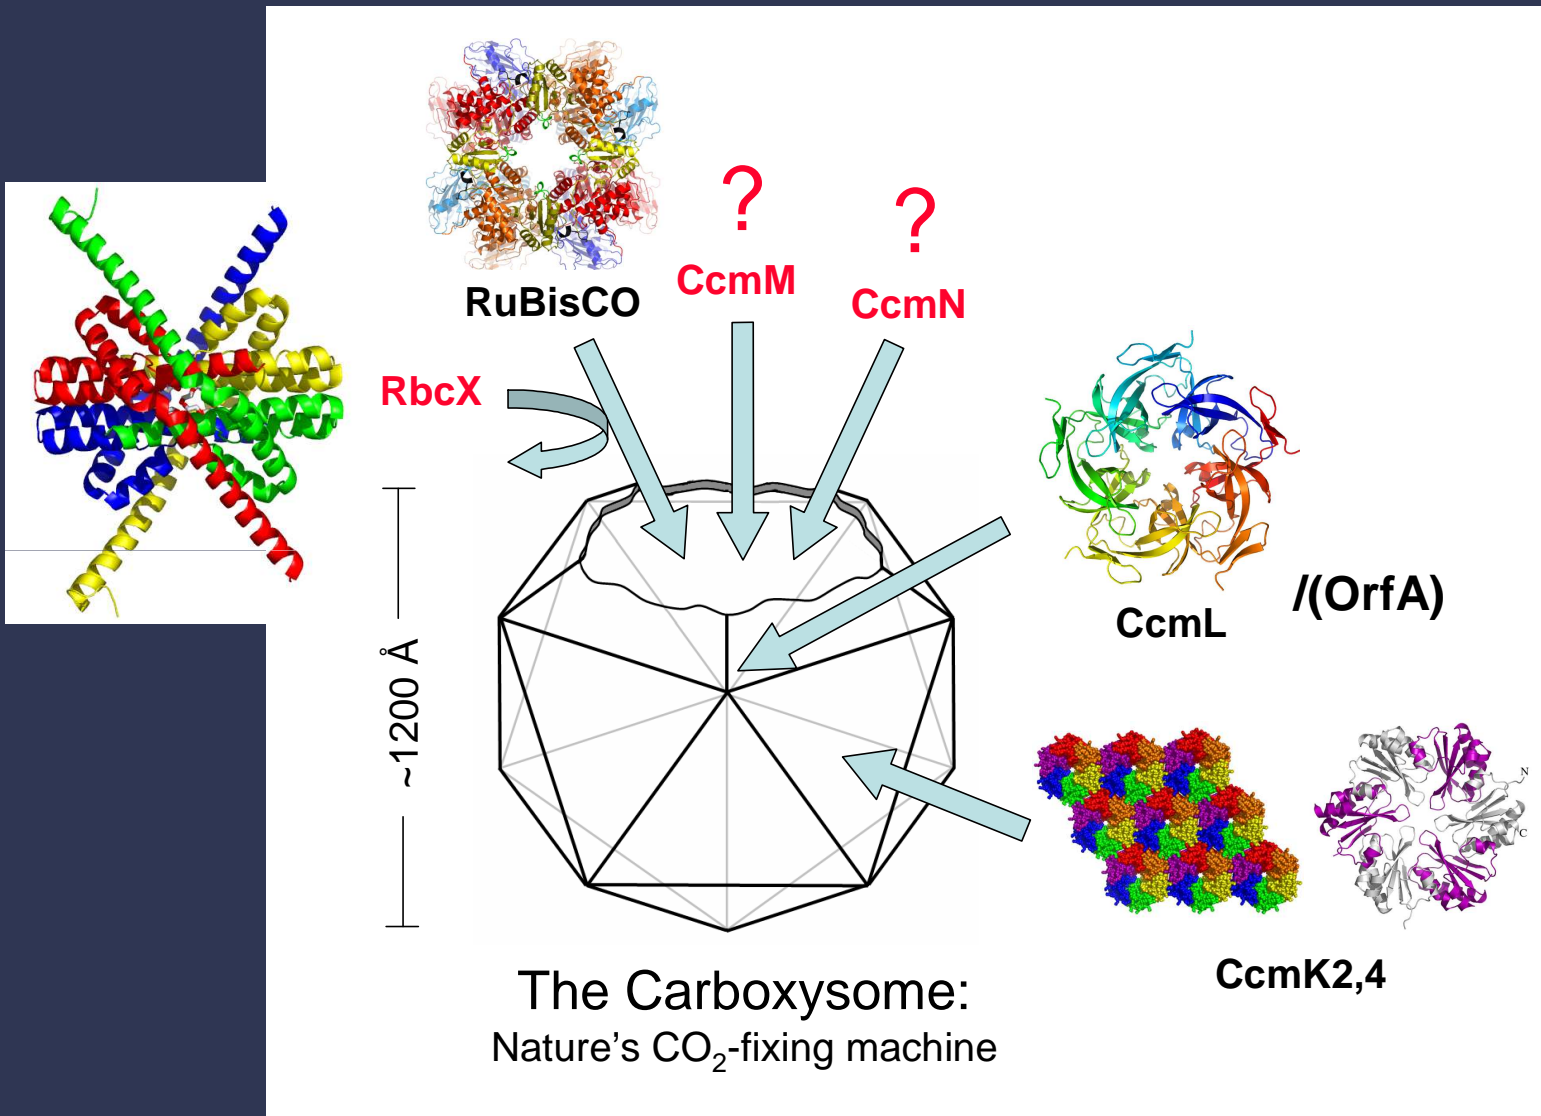 ?
?
CcmM
CcmN
RuBisCO
RbcX
/(OrfA)
CcmL
~1200 Å
N
C
CcmK2,4
The Carboxysome:
Nature’s CO₂-fixing machine